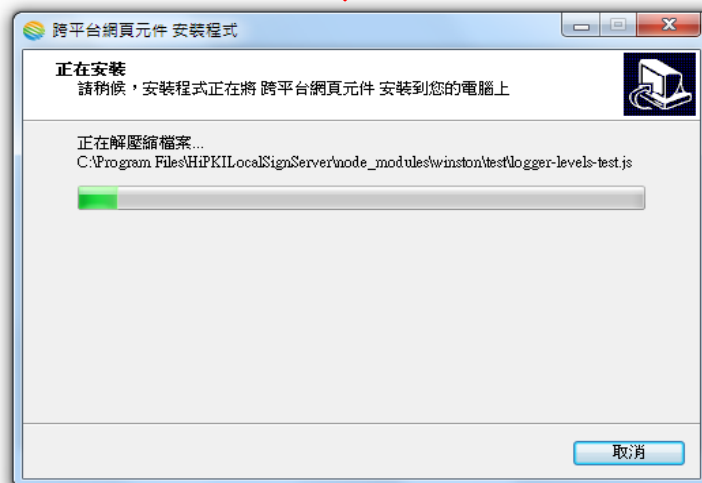 跨平台網頁元件 安裝程式
正在安裝
請稍候，安裝程式正在將 跨平台網頁元件 安裝到您的電腦上
正在解壓縮檔案...
C:\Program Files\HiPKILocalSignServer\node_modules\winston\test\logger-levels-test.js
取消